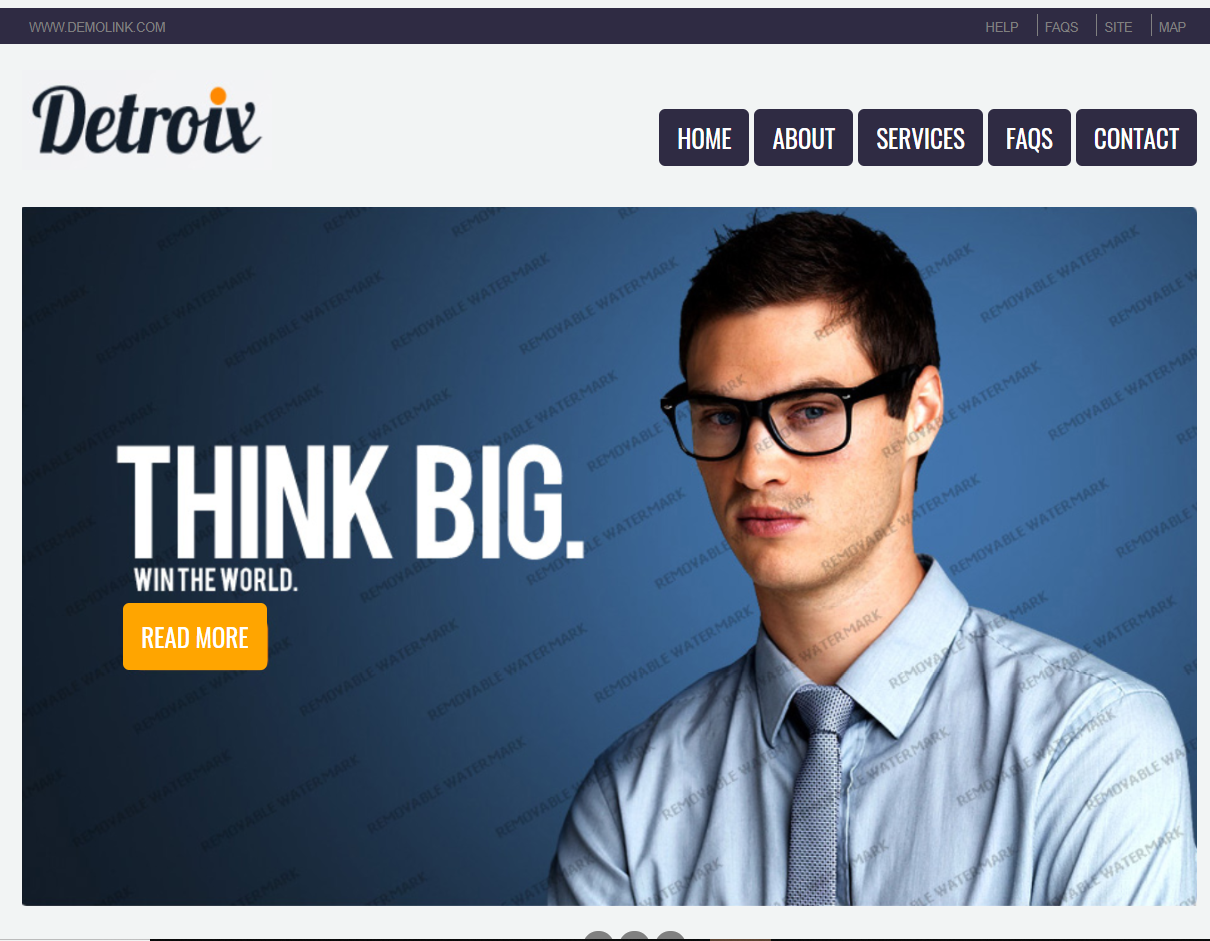 WWW.DEMOLINK.COM
HELP
FAQS
SITE
MAP
Detroix
HOME
ABOUT
SERVICES
FAQS
CONTACT
THINK BIG.
WIN THE WORLD.
READ MORE
REMOVABLE WATERMARK